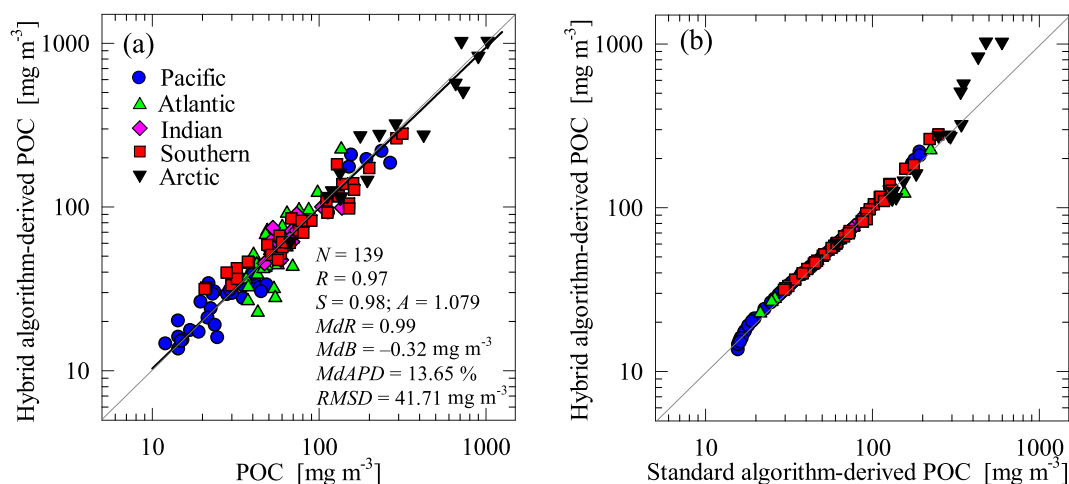 (a)
Hybrid algorithm-derived POC [mg m⁻³]
1000
100
10
Pacific
Atlantic
Indian
Southern
Arctic
N = 139
R = 0.97
S = 0.98; A = 1.079
MdR = 0.99
MdB = –0.32 mg m⁻³
MdAPD = 13.65 %
RMSD = 41.71 mg m⁻³
10 100 1000
POC [mg m⁻³]
(b)
Hybrid algorithm-derived POC [mg m⁻³]
1000
100
10
10 100 1000
Standard algorithm-derived POC [mg m⁻³]